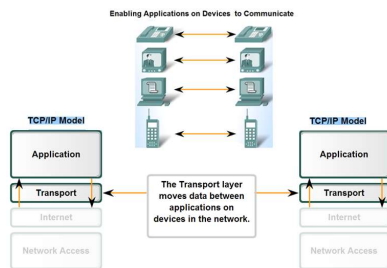 Enabling Applications on Devices to Communicate
TCP/IP Model
Application
Transport
Internet
Network Access
The Transport layer
moves data between
applications on
devices in the network.
TCP/IP Model
Application
Transport
Internet
Network Access